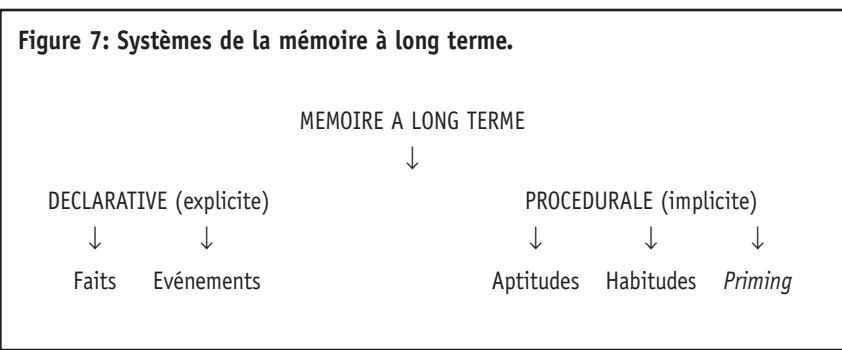 Figure 7: Systèmes de la mémoire à long terme.
MEMOIRE A LONG TERME
↓
DECLARATIVE (explicite) PROCEDURALE (implicite)
↓ ↓ ↓ ↓ ↓
Faits Evénements Aptitudes Habitudes Priming